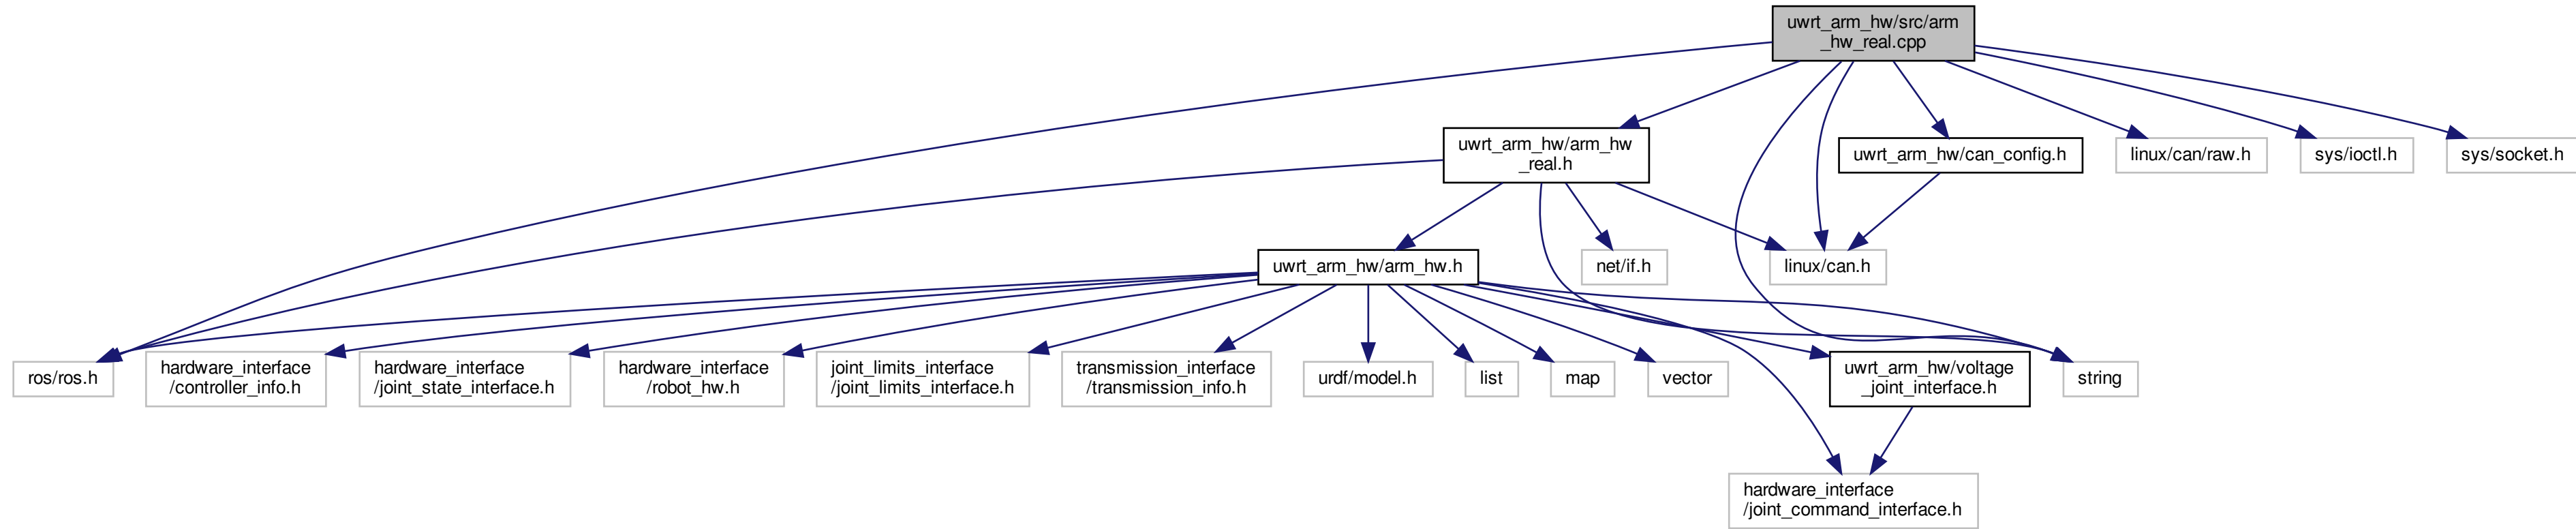 uwrt_arm_hw/src/arm
_hw_real.cpp
uwrt_arm_hw/arm_hw
_real.h
uwrt_arm_hw/can_config.h
linux/can/raw.h
sys/ioctl.h
sys/socket.h
uwrt_arm_hw/arm_hw.h
net/if.h
linux/can.h
ros/ros.h
hardware_interface
/controller_info.h
hardware_interface
/joint_state_interface.h
hardware_interface
/robot_hw.h
joint_limits_interface
/joint_limits_interface.h
transmission_interface
/transmission_info.h
urdf/model.h
list
map
vector
uwrt_arm_hw/voltage
_joint_interface.h
string
hardware_interface
/joint_command_interface.h